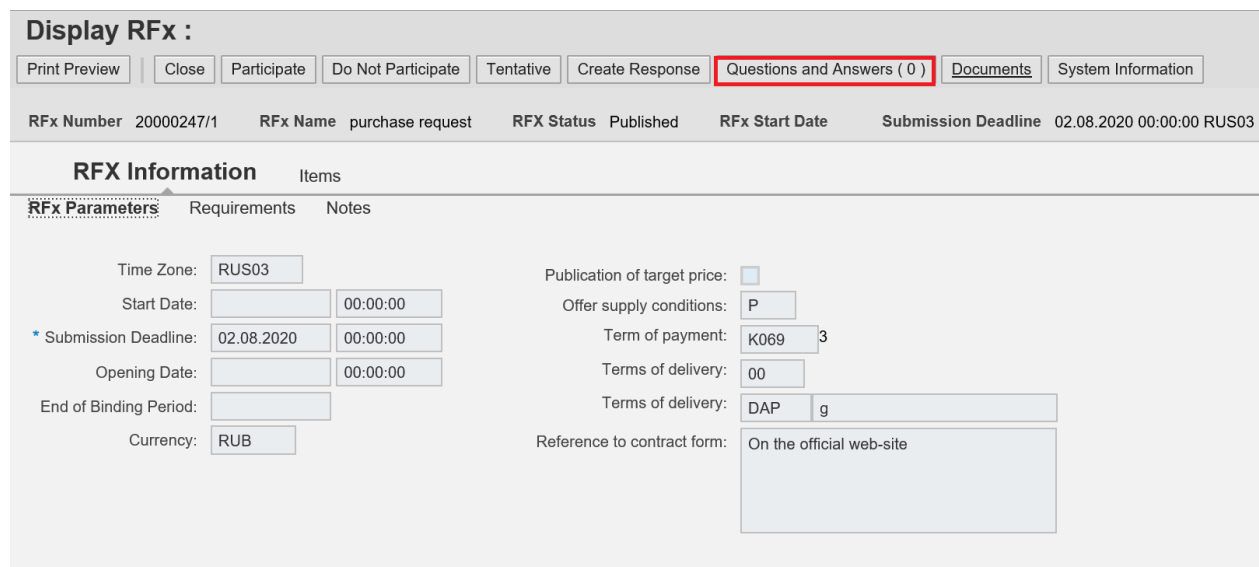 Display RFx :
Print Preview Close Participate Do Not Participate Tentative Create Response Questions and Answers ( 0 ) Documents System Information
RFx Number 20000247/1 RFx Name purchase request RFX Status Published RFx Start Date Submission Deadline 02.08.2020 00:00:00 RUS03
RFX Information Items
RFx Parameters Requirements Notes
Time Zone: RUS03
Start Date: 00:00:00
* Submission Deadline: 02.08.2020 00:00:00
Opening Date: 00:00:00
End of Binding Period:
Currency: RUB
Publication of target price:
Offer supply conditions: P
Term of payment: K069 3
Terms of delivery: 00
Terms of delivery: DAP g
Reference to contract form: On the official web-site